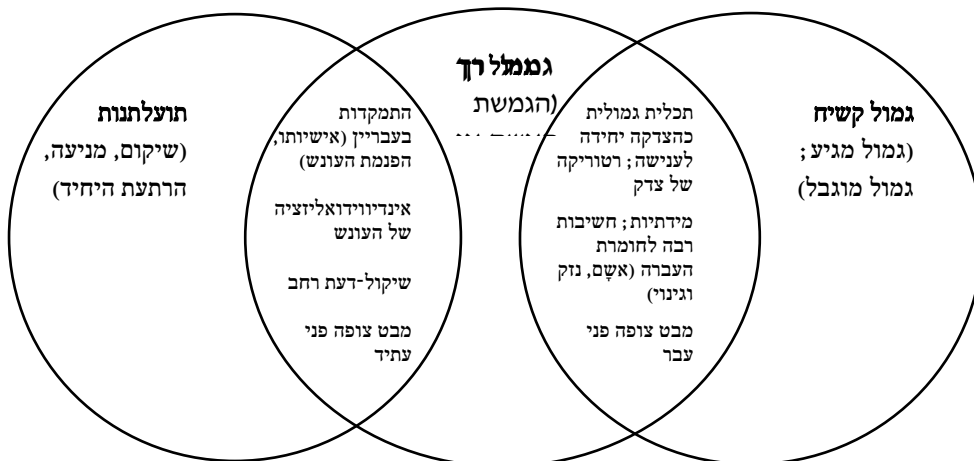 גמול קשיח
(גמול מגיע;
גמול מוגבל)
תכלית גמולית
כהצדקה יחידה
לענישה; רטוריקה
של צדק
מידתיות; חשיבות
רבה לחומרת
העברה (אשָם, נזק
וגינוי)
מבט צופה פני
עבר
גמול רך
(הגמשת
התמקדות
בעבריין (אישיותו,
הפנמת העונש)
אינדיווידואליזציה
של העונש
שיקול-דעת רחב
מבט צופה פני
עתיד
תועלתנות
(שיקום, מניעה,
הרתעת היחיד)